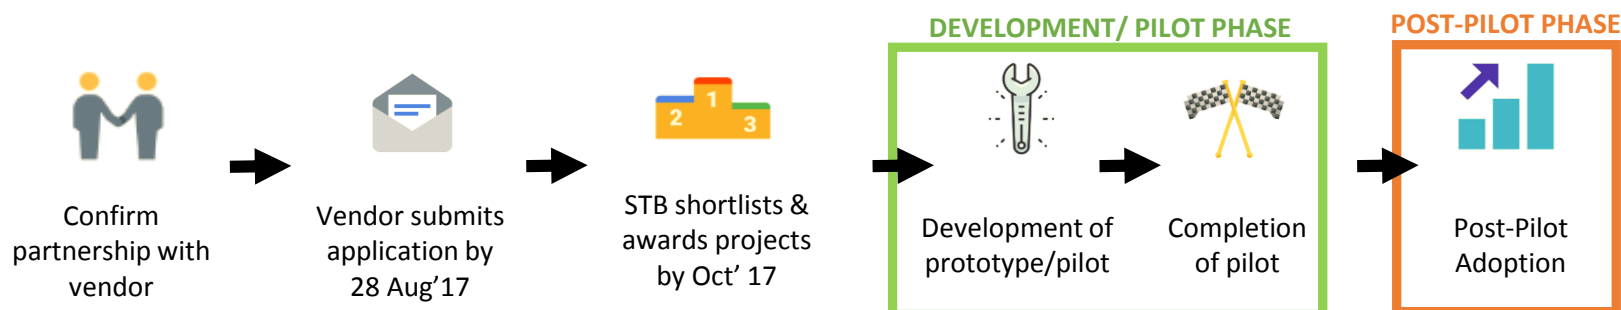 DEVELOPMENT/ PILOT PHASE
POST-PILOT PHASE
1
2
3
Confirm
partnership with
vendor
Vendor submits
application by
28 Aug'17
STB shortlists &
awards projects
by Oct' 17
Development of
prototype/pilot
Completion
of pilot
Post-Pilot
Adoption